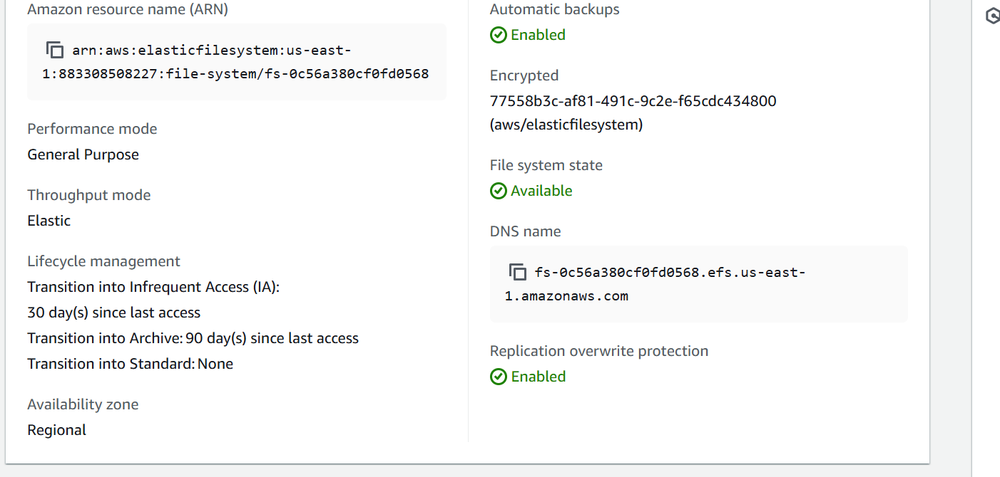 Amazon resource name (ARN)
arn:aws:elasticfilesystem:us-east-
1:883308508227:file-system/fs-0c56a380cf0fd0568
Performance mode
General Purpose
Throughput mode
Elastic
Lifecycle management
Transition into Infrequent Access (IA):
30 day(s) since last access
Transition into Archive: 90 day(s) since last access
Transition into Standard: None
Availability zone
Regional
Automatic backups
Enabled
Encrypted
77558b3c-af81-491c-9c2e-f65cdc434800
(aws/elasticfilesystem)
File system state
Available
DNS name
fs-0c56a380cf0fd0568.efs.us-east-
1.amazonaws.com
Replication overwrite protection
Enabled